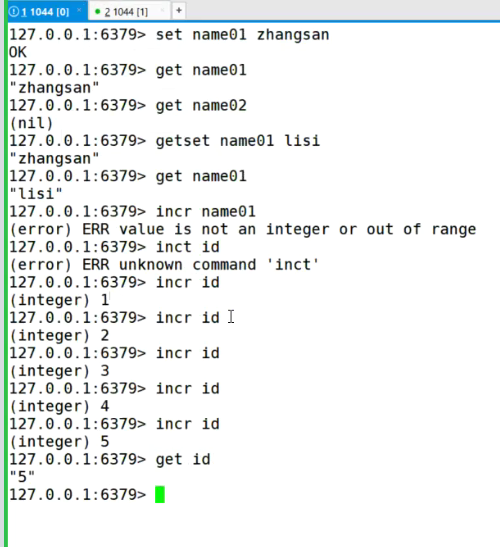 1 1044 [0]
2 1044 [1]
+
127.0.0.1:6379> set name01 zhangsan
OK
127.0.0.1:6379> get name01
"zhangsan"
127.0.0.1:6379> get name02
(nil)
127.0.0.1:6379> getset name01 lisi
"zhangsan"
127.0.0.1:6379> get name01
"lisi"
127.0.0.1:6379> incr name01
(error) ERR value is not an integer or out of range
127.0.0.1:6379> inct id
(error) ERR unknown command 'inct'
127.0.0.1:6379> incr id
(integer) 1
127.0.0.1:6379> incr id
(integer) 2
127.0.0.1:6379> incr id
(integer) 3
127.0.0.1:6379> incr id
(integer) 4
127.0.0.1:6379> incr id
(integer) 5
127.0.0.1:6379> get id
"5"
127.0.0.1:6379>